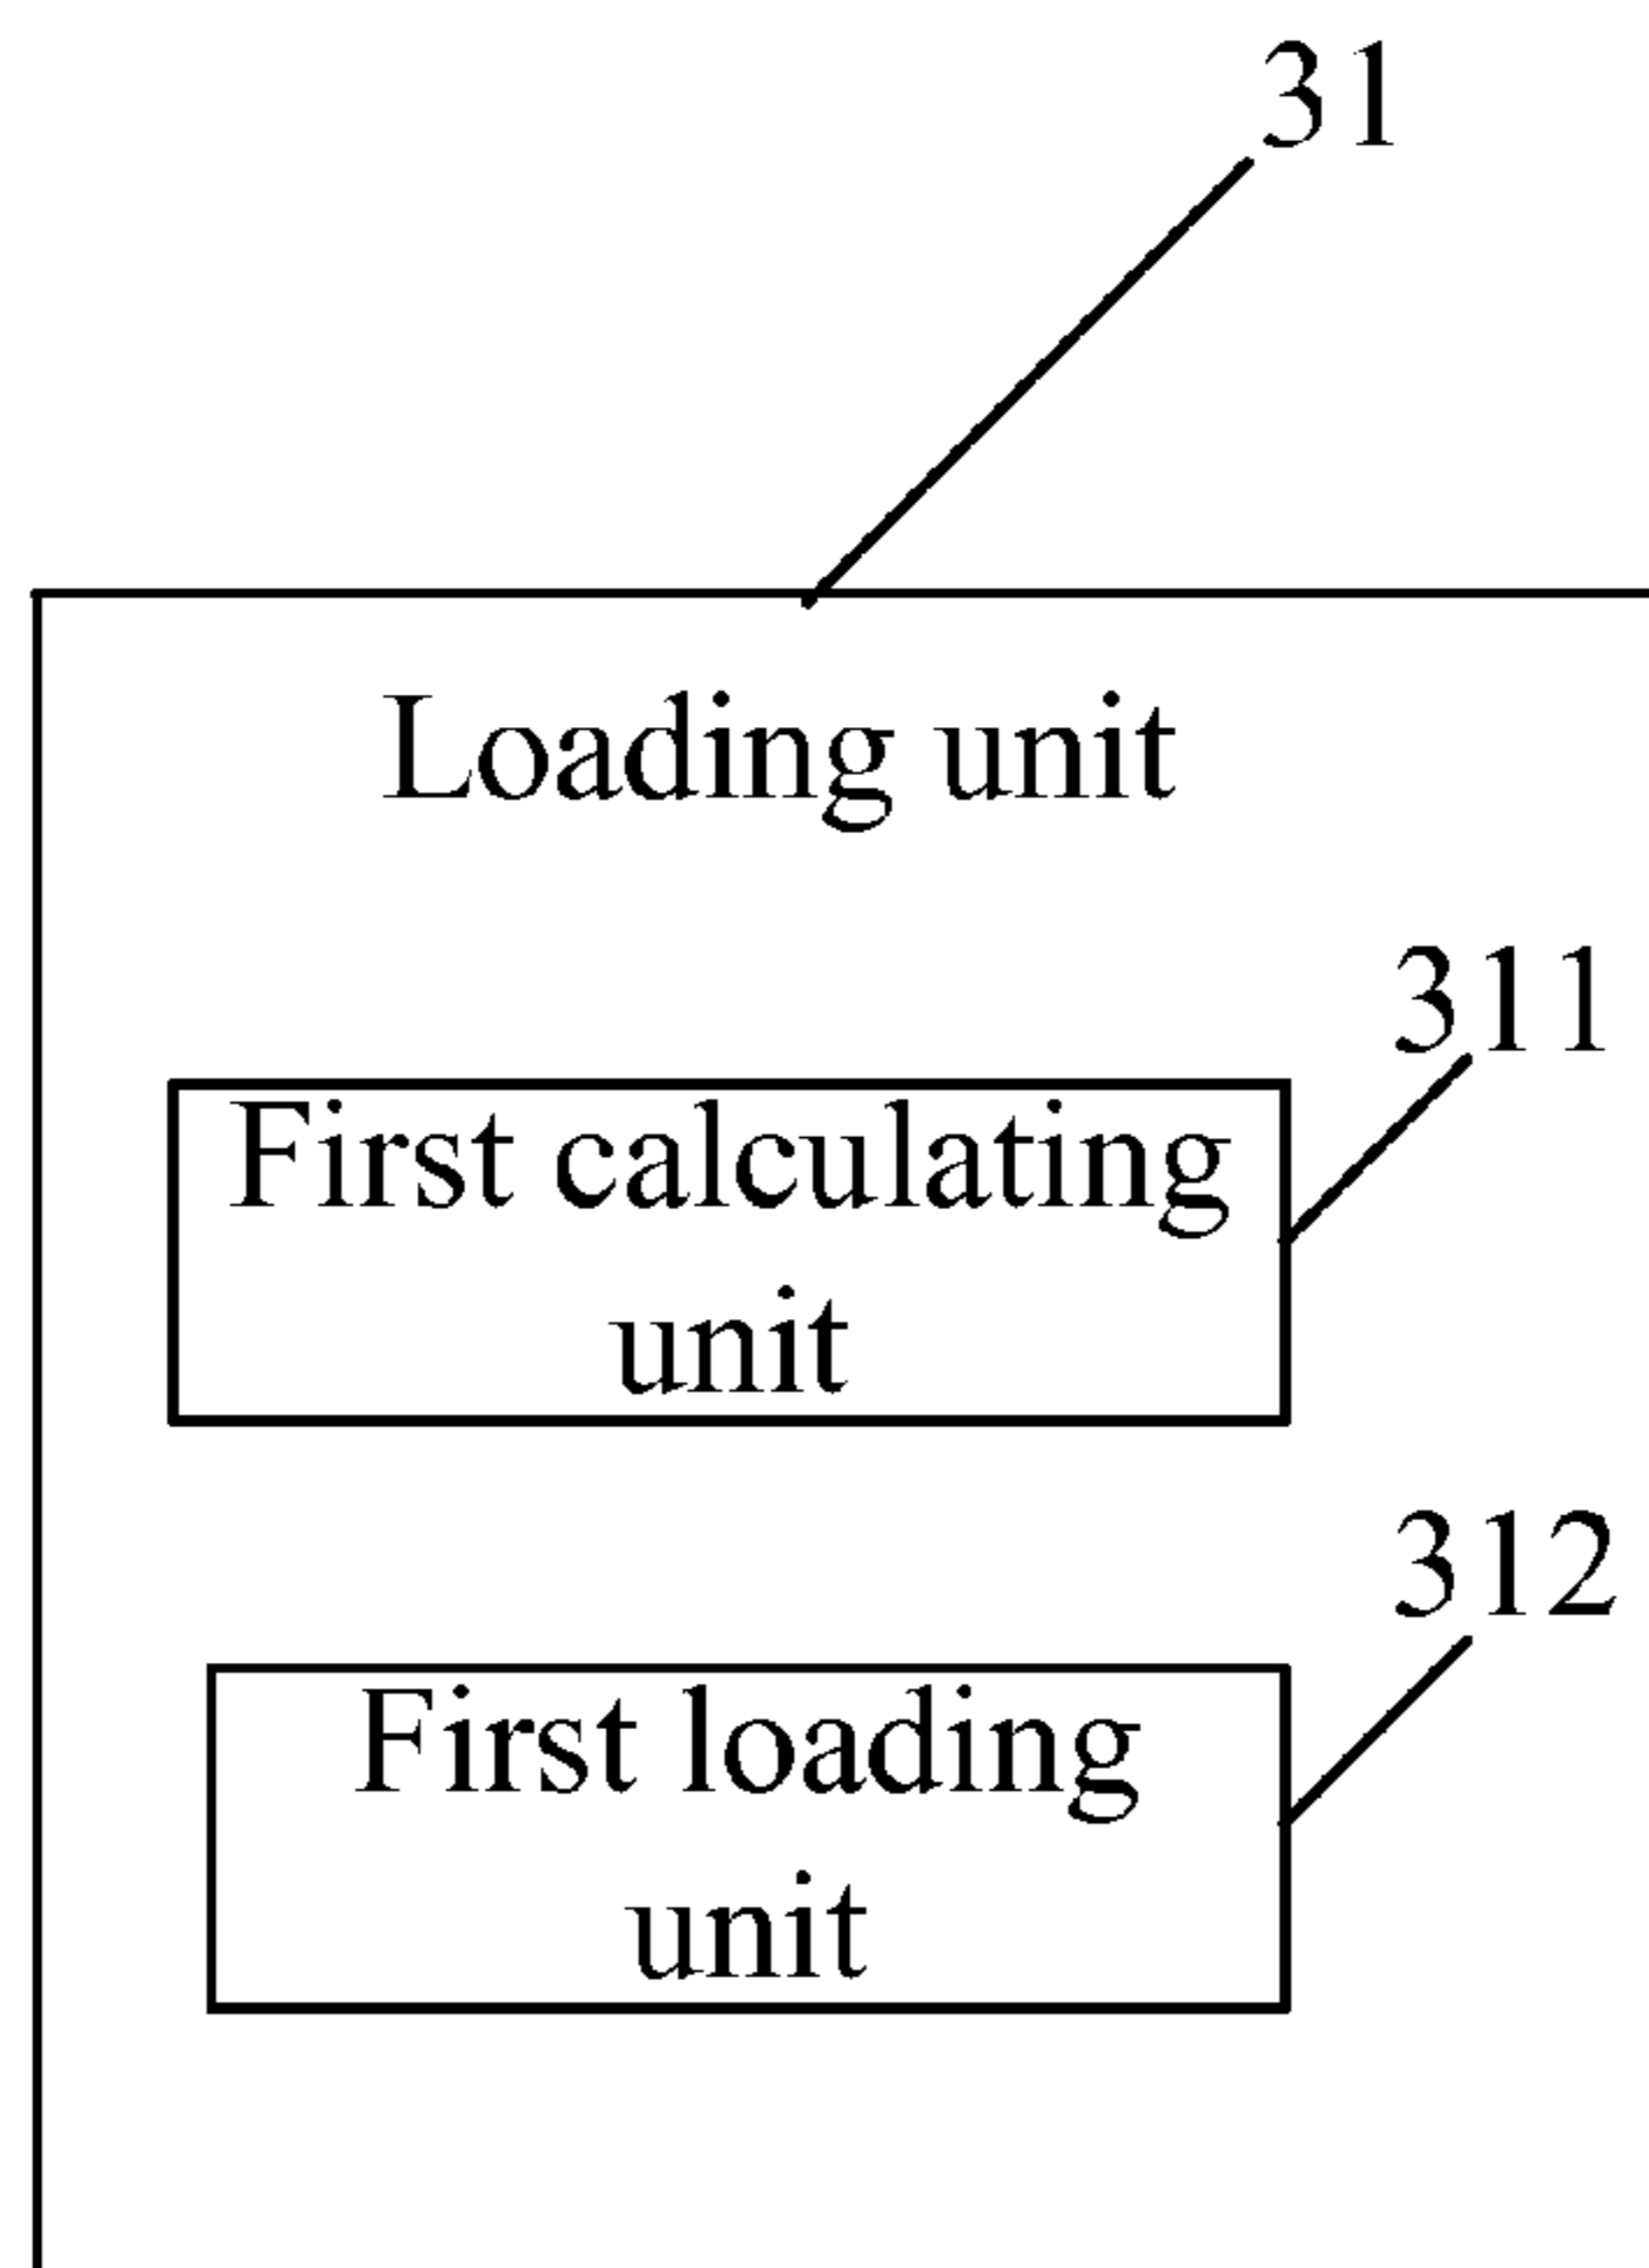 31
Loading unit
311
First calculating
unit
312
First loading
unit